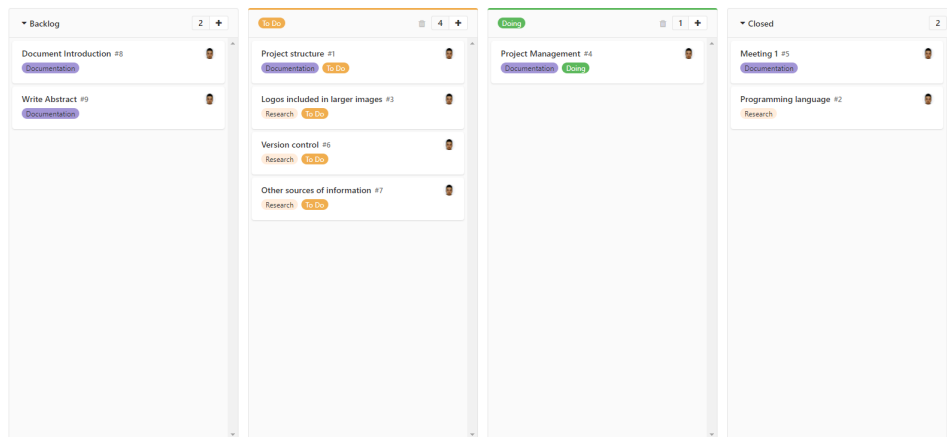 Backlog 2 +
Document Introduction #8
Documentation
Write Abstract #9
Documentation
To Do 4 +
Project structure #1
Documentation To Do
Logos included in larger images #3
Research To Do
Version control #6
Research To Do
Other sources of information #7
Research To Do
Doing 1 +
Project Management #4
Documentation Doing
Closed 2
Meeting 1 #5
Documentation
Programming language #2
Research